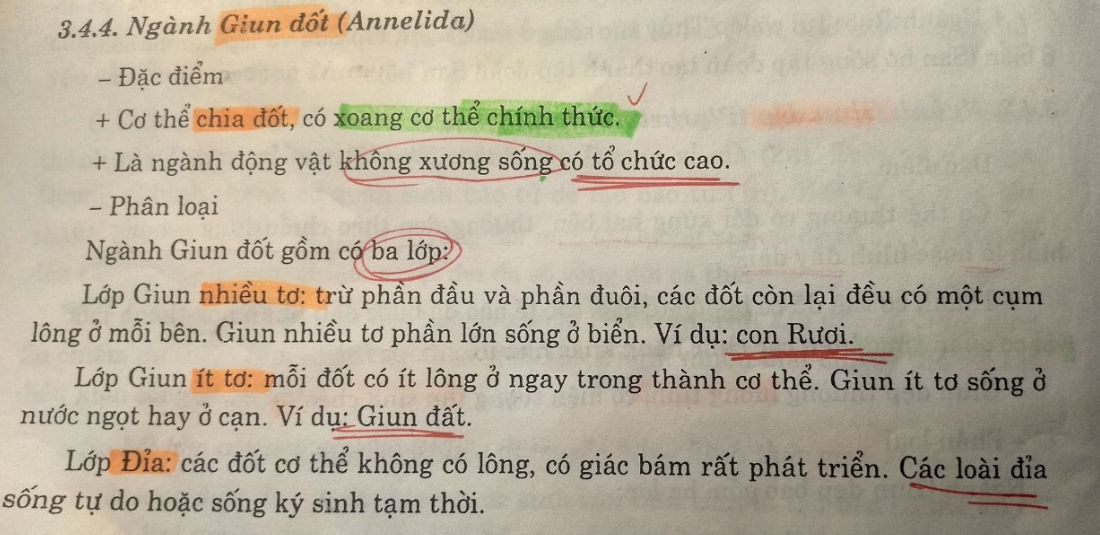 3.4.4. Ngành Giun đốt (Annelida)
– Đặc điểm
+ Cơ thể chia đốt, có xoang cơ thể chính thức.
+ Là ngành động vật không xương sống có tổ chức cao.
– Phân loại
Ngành Giun đốt gồm có ba lớp:
Lớp Giun nhiều tơ: trừ phần đầu và phần đuôi, các đốt còn lại đều có một cụm
lông ở mỗi bên. Giun nhiều tơ phần lớn sống ở biển. Ví dụ: con Rươi.
Lớp Giun ít tơ: mỗi đốt có ít lông ở ngay trong thành cơ thể. Giun ít tơ sống ở
nước ngọt hay ở cạn. Ví dụ: Giun đất.
Lớp Đỉa: các đốt cơ thể không có lông, có giác bám rất phát triển. Các loài đỉa
sống tự do hoặc sống ký sinh tạm thời.